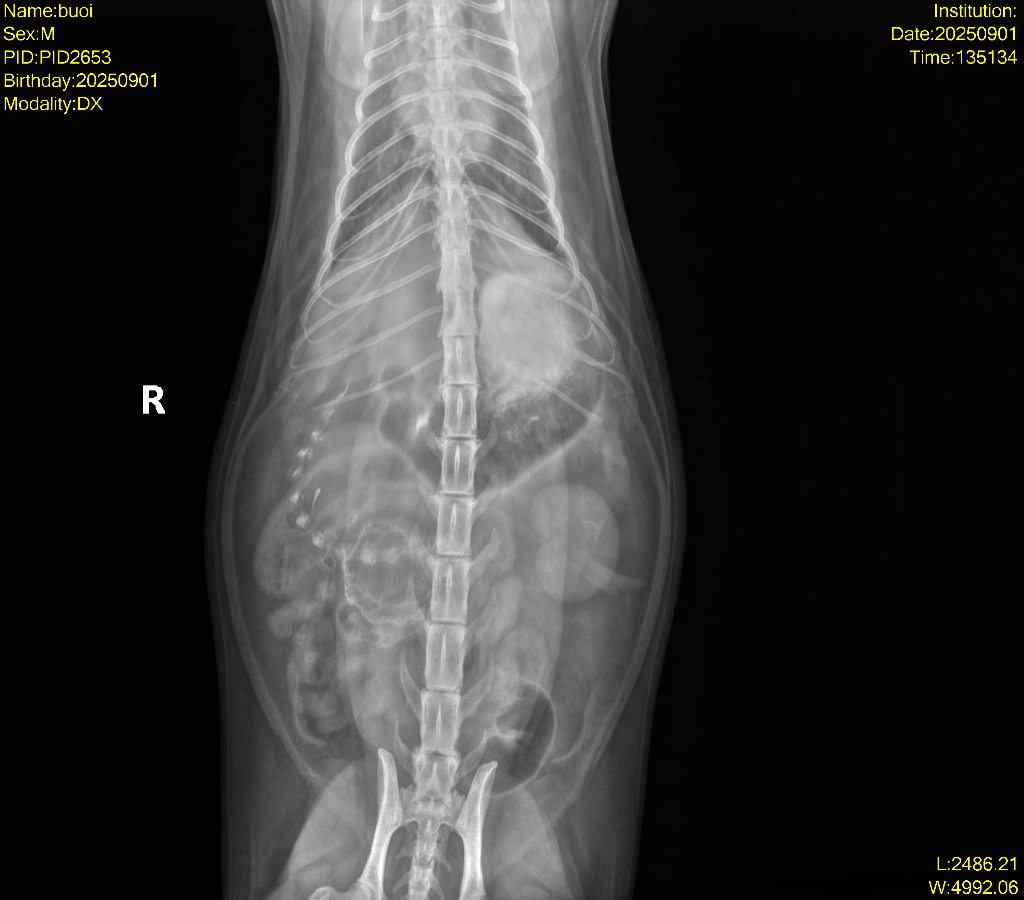 Name:buoi
Sex:M
PID:PID2653
Birthday:20250901
Modality:DX
Institution:
Date:20250901
Time:135134
R
L:2486.21
W:4992.06